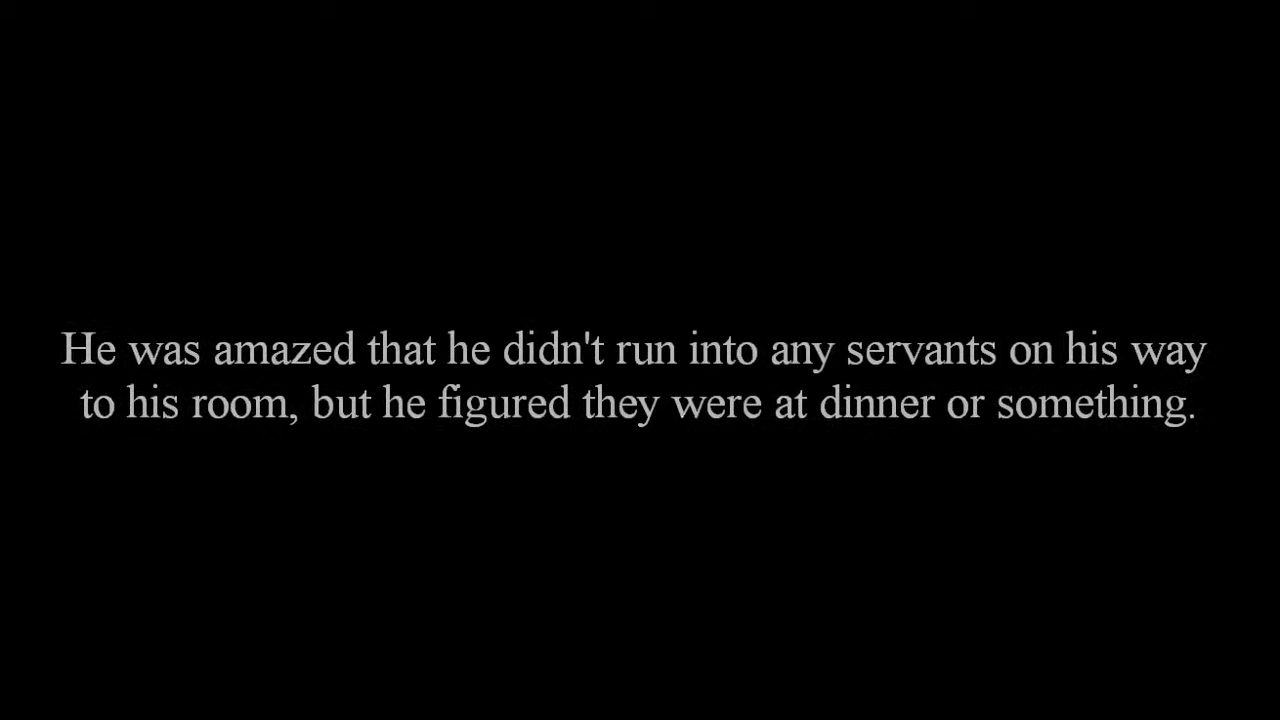 He was amazed that he didn't run into any servants on his way
to his room, but he figured they were at dinner or something.